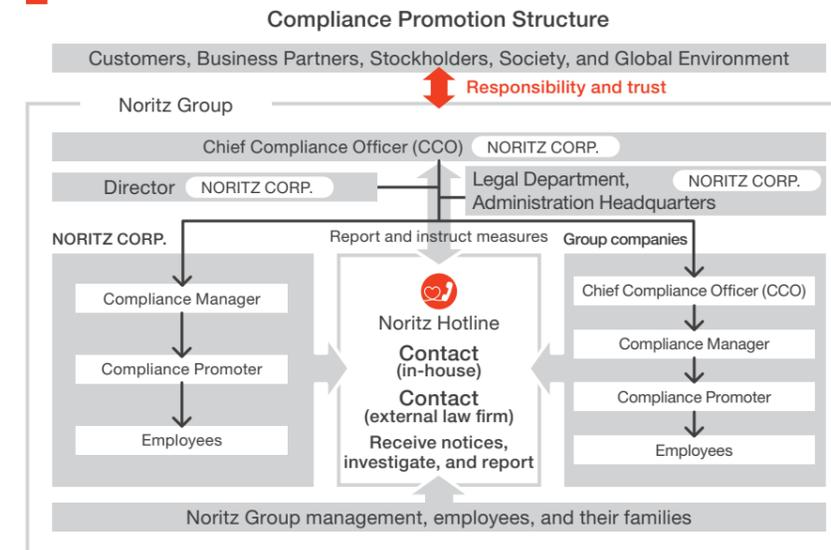 Compliance Promotion Structure
Customers, Business Partners, Stockholders, Society, and Global Environment
Responsibility and trust
Noritz Group
Chief Compliance Officer (CCO) NORITZ CORP.
Director NORITZ CORP.
Legal Department, NORITZ CORP.
Administration Headquarters
NORITZ CORP.
Report and instruct measures
Group companies
Compliance Manager
Compliance Promoter
Employees
Noritz Hotline
Contact
(in-house)
Contact
(external law firm)
Receive notices,
investigate, and report
Chief Compliance Officer (CCO)
Compliance Manager
Compliance Promoter
Employees
Noritz Group management, employees, and their families